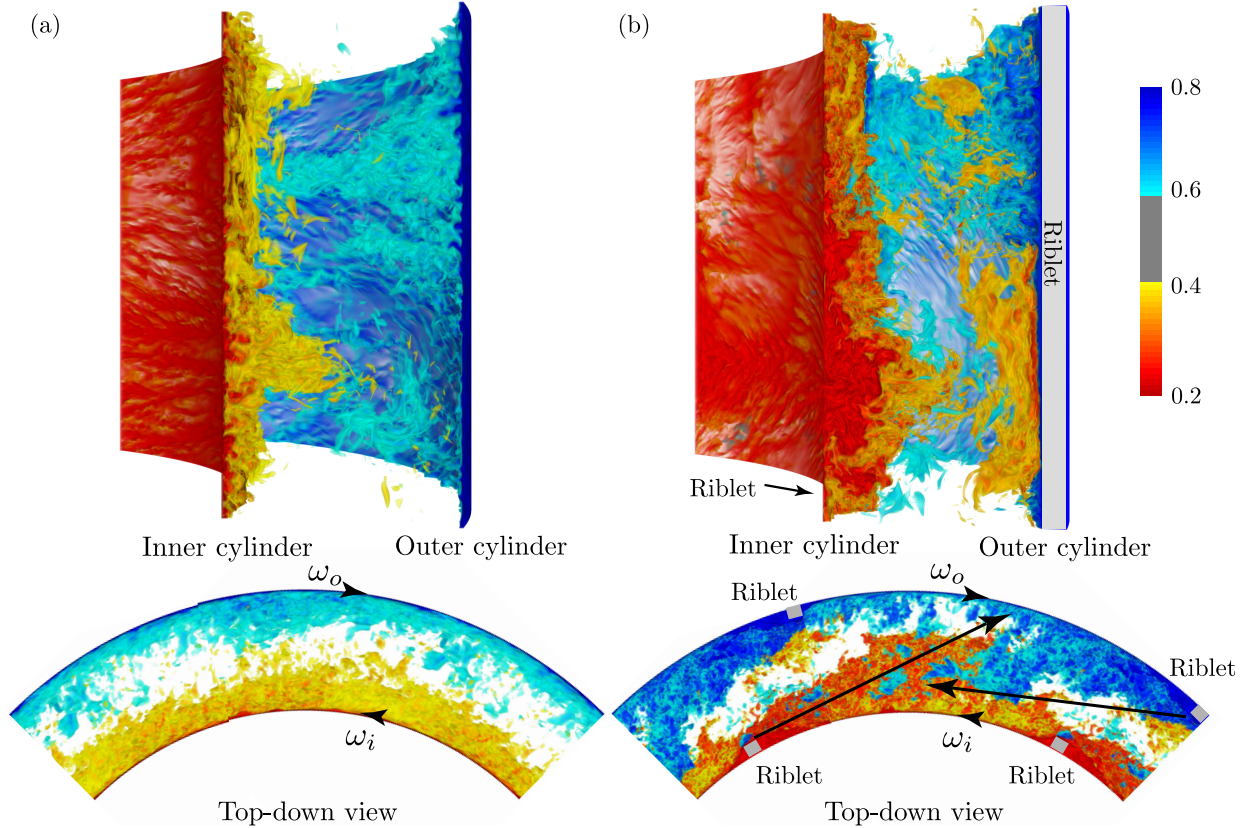 (a)
(b)
0.8
0.6
0.4
0.2
Riblet
Riblet
Inner cylinder
Outer cylinder
Inner cylinder
Outer cylinder
ω_o
ω_i
Top-down view
Riblet
ω_o
Riblet
ω_i
Riblet
Riblet
Top-down view